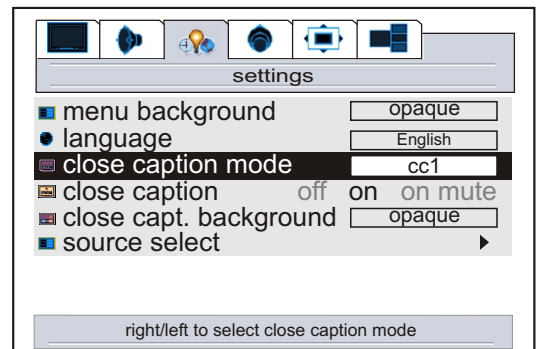 settings
menu background opaque
language English
close caption mode cc1
close caption off on on mute
close capt. background opaque
source select
right/left to select close caption mode